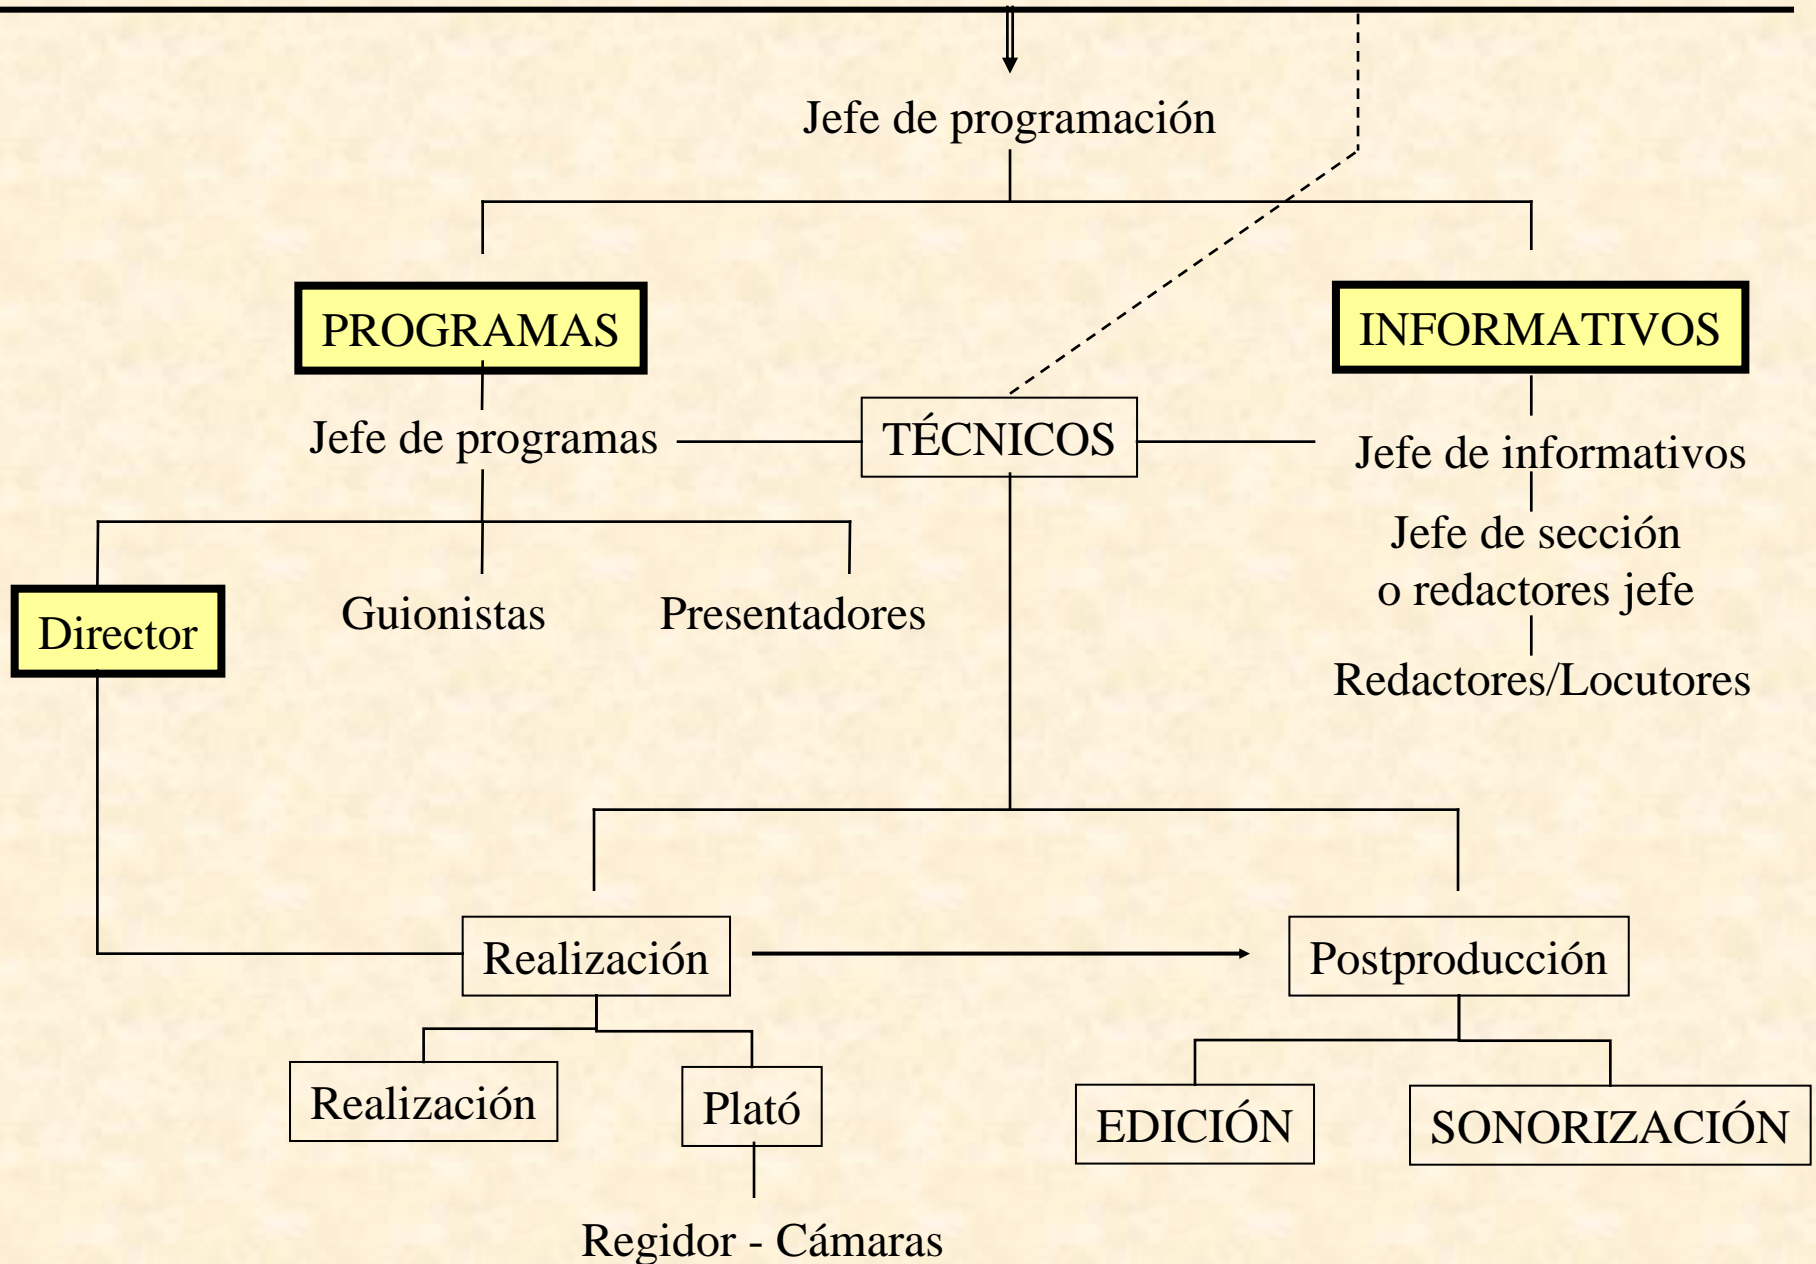 Jefe de programación
PROGRAMAS
INFORMATIVOS
Jefe de programas
TÉCNICOS
Jefe de informativos
Jefe de sección
o redactores jefe
Director
Guionistas
Presentadores
Redactores/Locutores
Realización
Postproducción
Realización
Plató
EDICIÓN
SONORIZACIÓN
Regidor - Cámaras